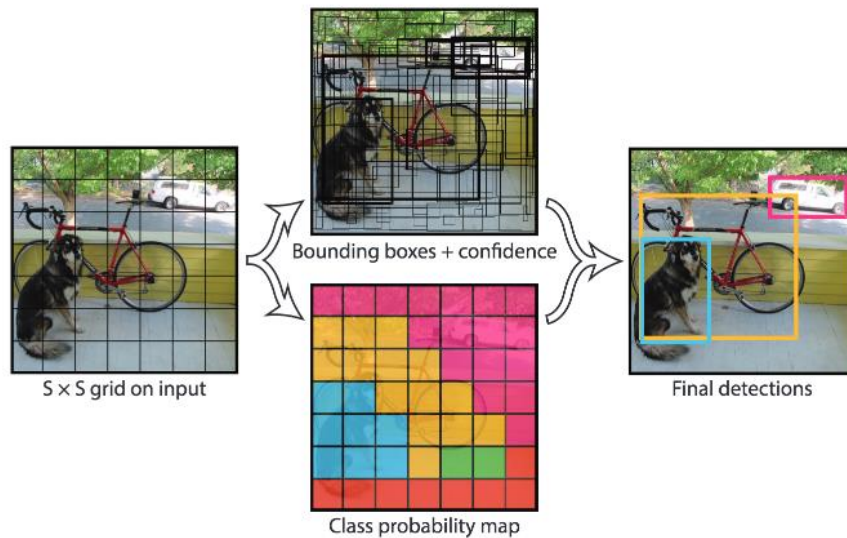 Bounding boxes + confidence
S × S grid on input
Final detections
Class probability map